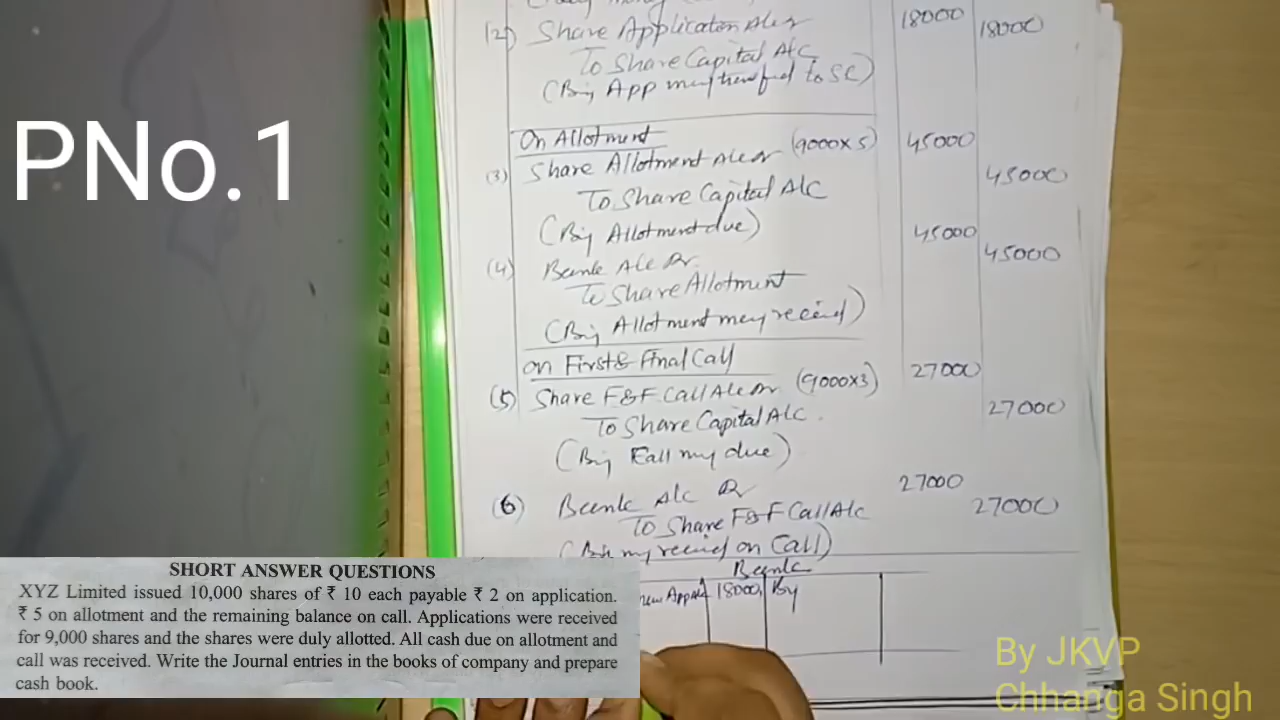 PNo.1
(2) Share Application A/c Dr 18000
To Share Capital A/c 18000
(Being App money transferred to SC)
On Allotment
(3) Share Allotment A/c Dr (9000×5) 45000
To Share Capital A/c 45000
(Being Allotment due)
(4) Bank A/c Dr. 45000
To Share Allotment 45000
(Being Allotment money received)
on First & Final Call
(5) Share F&F Call A/c Dr (9000×3) 27000
To Share Capital A/c. 27000
(Being Call my due)
(6) Bank A/c Dr 27000
To Share F&F Call A/c 27000
(Being my received on Call)
Bank
18000 By
SHORT ANSWER QUESTIONS
XYZ Limited issued 10,000 shares of ₹ 10 each payable ₹ 2 on application.
₹ 5 on allotment and the remaining balance on call. Applications were received
for 9,000 shares and the shares were duly allotted. All cash due on allotment and
call was received. Write the Journal entries in the books of company and prepare
cash book.
By JKVP
Chhanga Singh